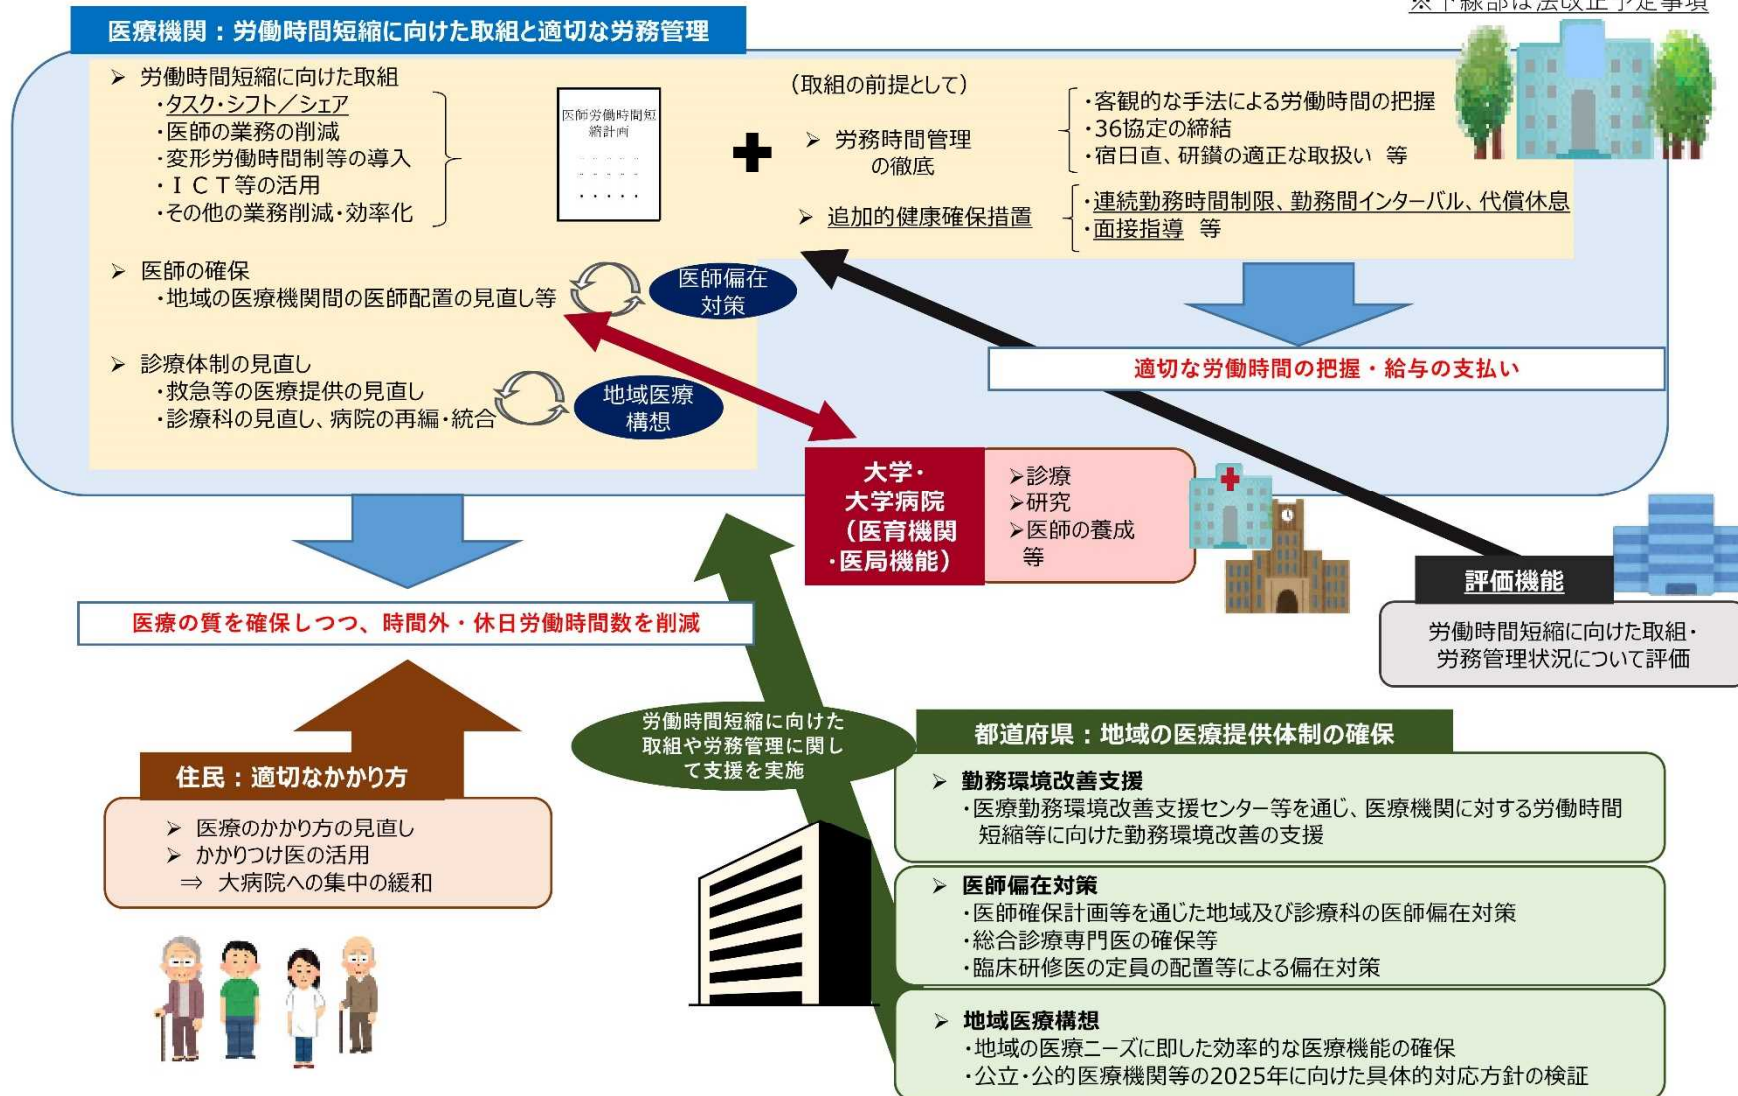 ※下線部は法改正予定事項
医療機関：労働時間短縮に向けた取組と適切な労務管理
➢ 労働時間短縮に向けた取組
・タスク・シフト／シェア
・医師の業務の削減
・変形労働時間制等の導入
・ＩＣＴ等の活用
・その他の業務削減・効率化
医師労働時間短
縮計画
（取組の前提として）
➢ 労務時間管理
の徹底
・客観的な手法による労働時間の把握
・36協定の締結
・宿日直、研鑽の適正な取扱い 等
➢ 追加的健康確保措置
・連続勤務時間制限、勤務間インターバル、代償休息
・面接指導 等
➢ 医師の確保
・地域の医療機関間の医師配置の見直し等
医師偏在
対策
➢ 診療体制の見直し
・救急等の医療提供の見直し
・診療科の見直し、病院の再編・統合
地域医療
構想
適切な労働時間の把握・給与の支払い
大学・
大学病院
（医育機関
・医局機能）
➢診療
➢研究
➢医師の養成
等
評価機能
労働時間短縮に向けた取組・
労務管理状況について評価
医療の質を確保しつつ、時間外・休日労働時間数を削減
住民：適切なかかり方
➢ 医療のかかり方の見直し
➢ かかりつけ医の活用
⇒ 大病院への集中の緩和
労働時間短縮に向けた
取組や労務管理に関し
て支援を実施
都道府県：地域の医療提供体制の確保
➢ 勤務環境改善支援
・医療勤務環境改善支援センター等を通じ、医療機関に対する労働時間
短縮等に向けた勤務環境改善の支援
➢ 医師偏在対策
・医師確保計画等を通じた地域及び診療科の医師偏在対策
・総合診療専門医の確保等
・臨床研修医の定員の配置等による偏在対策
➢ 地域医療構想
・地域の医療ニーズに即した効率的な医療機能の確保
・公立・公的医療機関等の2025年に向けた具体的対応方針の検証